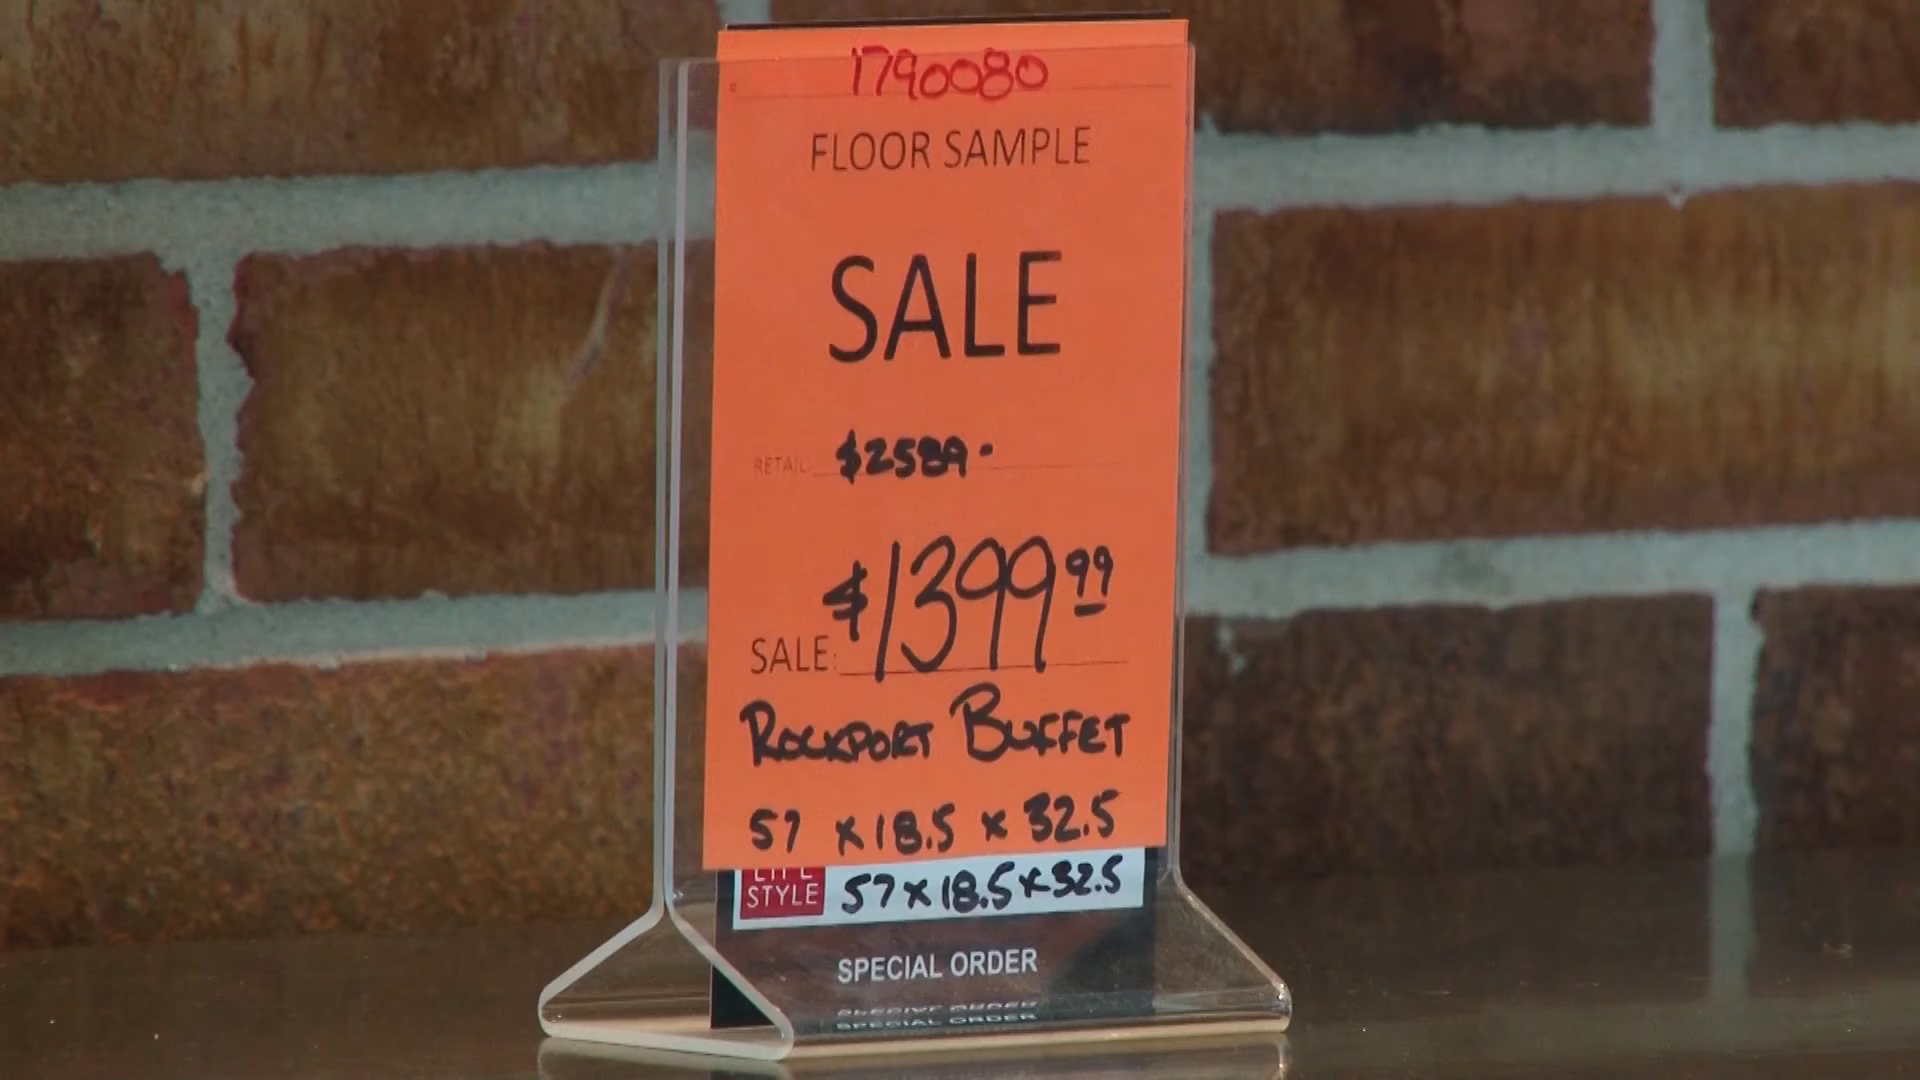 1790080
FLOOR SAMPLE
SALE
RETAIL: $2589.
SALE: $1399.99
ROCKPORT BUFFET
57 x 18.5 x 32.5
STYLE 57 x 18.5 x 32.5
SPECIAL ORDER